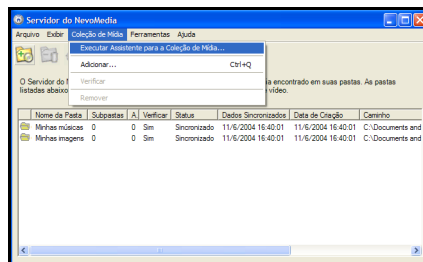 Servidor do NevoMedia
Arquivo Exibir Coleção de Mídia Ferramentas Ajuda
Executar Assistente para a Coleção de Mídia...
Adicionar... Ctrl+Q
Verificar
Remover
O Servidor do a encontrado em suas pastas. As pastas
listadas abaixo vídeo.
Nome da Pasta Subpastas A Verificar Status Dados Sincronizados Data de Criação Caminho
Minhas músicas 0 0 Sim Sincronizado 11/6/2004 16:40:01 11/6/2004 16:40:01 C:\Documents and
Minhas imagens 0 0 Sim Sincronizado 11/6/2004 16:40:01 11/6/2004 16:40:01 C:\Documents and